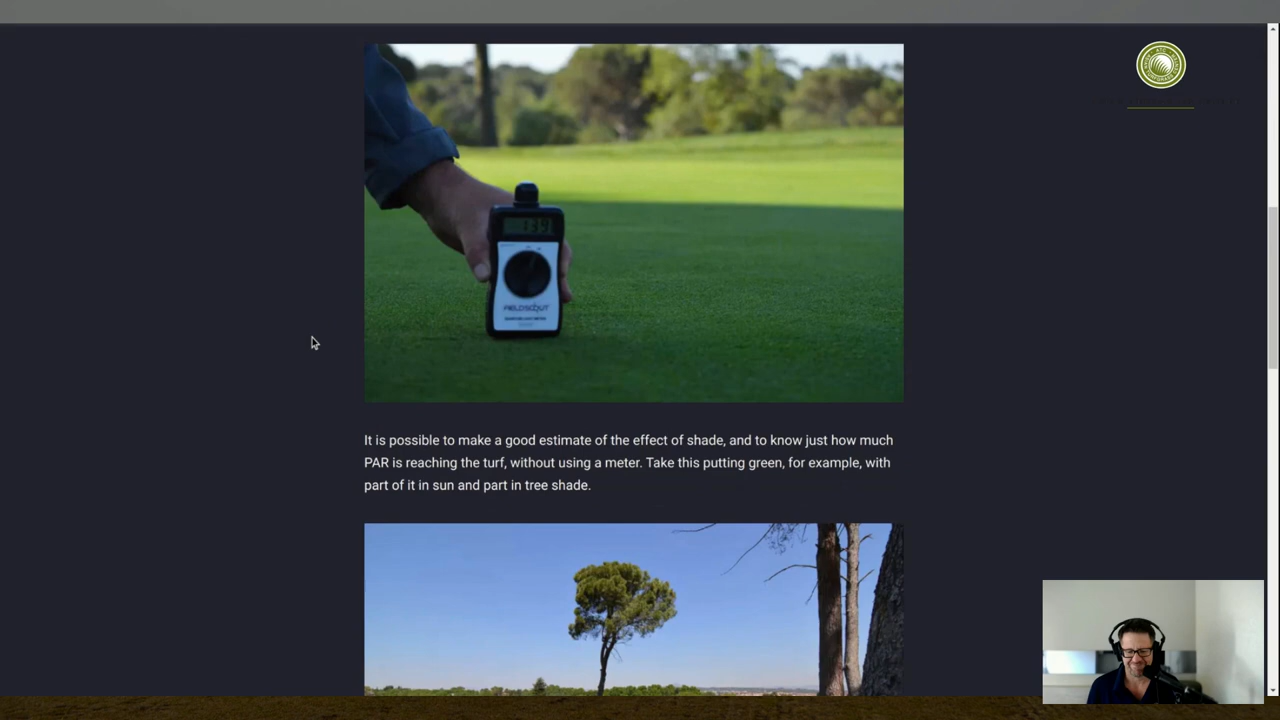 139
FIELDSCOUT
It is possible to make a good estimate of the effect of shade, and to know just how much
PAR is reaching the turf, without using a meter. Take this putting green, for example, with
part of it in sun and part in tree shade.